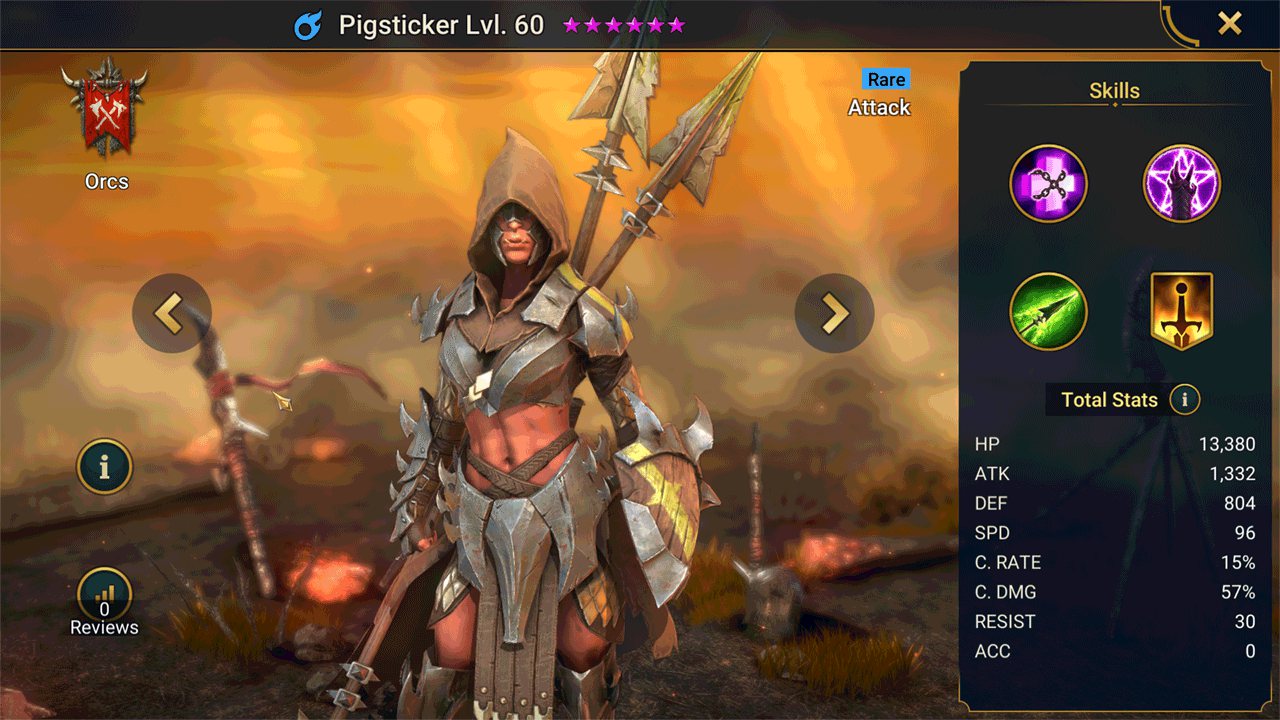 Pigsticker Lvl. 60
Orcs
Rare
Attack
0
Reviews
Skills
Total Stats
HP 13,380
ATK 1,332
DEF 804
SPD 96
C. RATE 15%
C. DMG 57%
RESIST 30
ACC 0